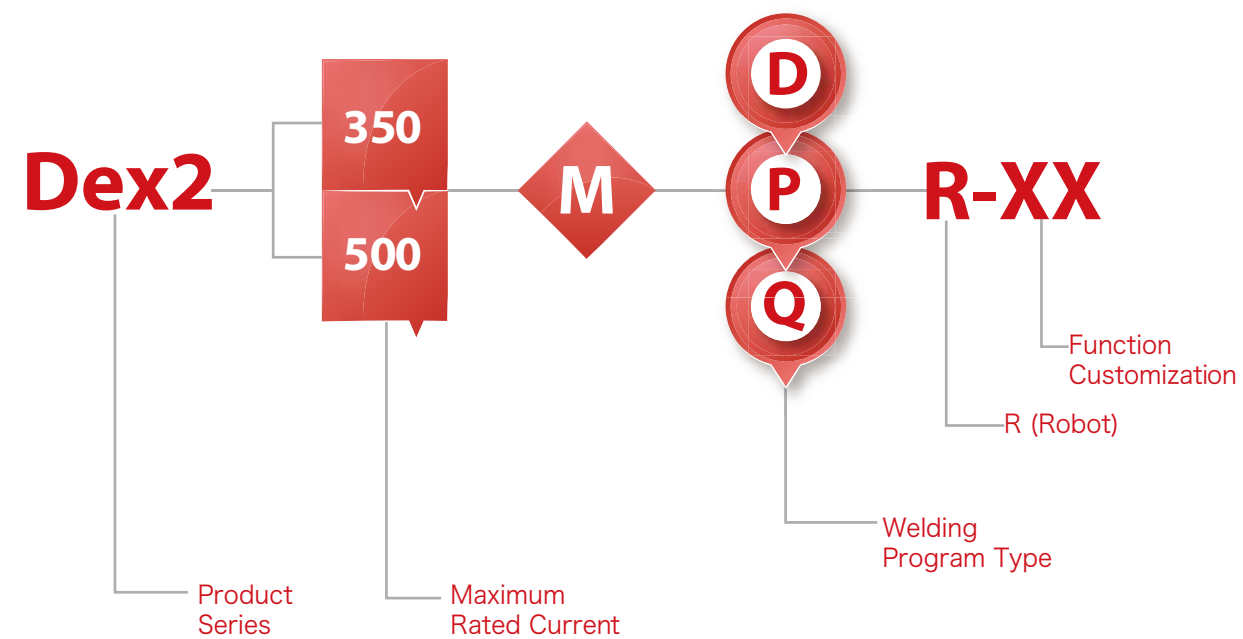 Dex2
350
500
M
D
P
Q
R-XX
Function
Customization
R (Robot)
Welding
Program Type
Product
Series
Maximum
Rated Current